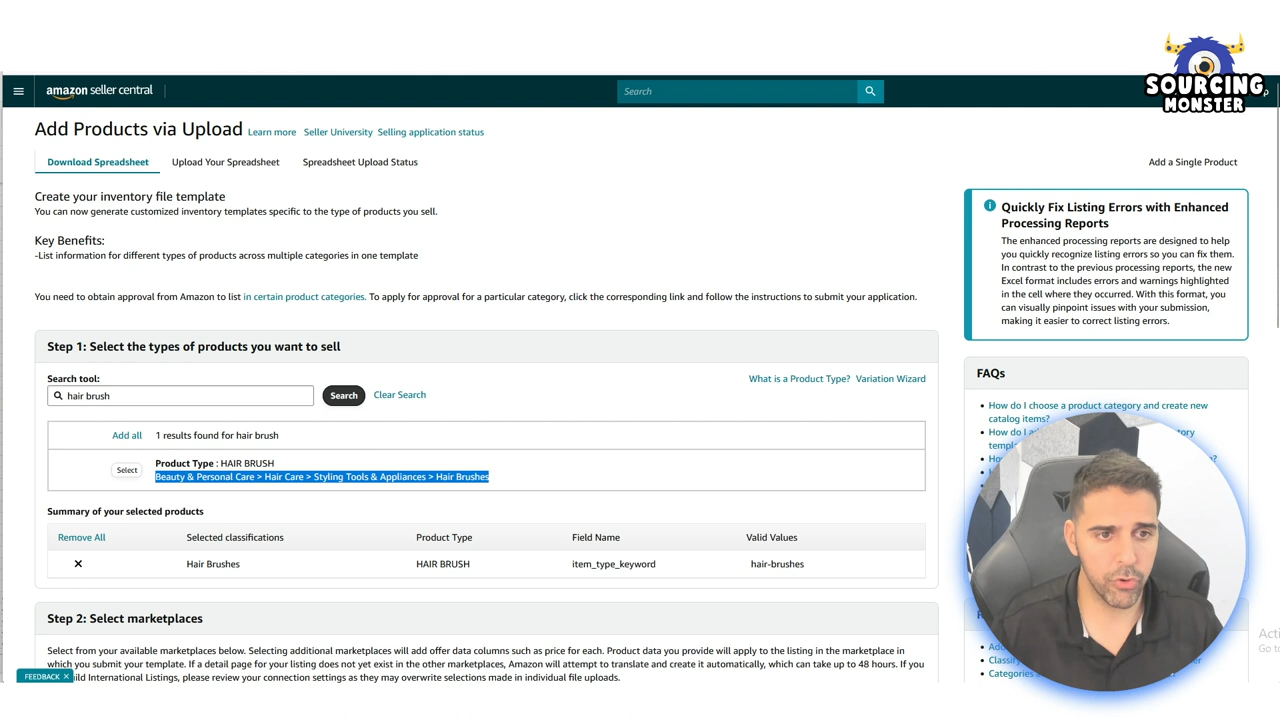 SOURCING
MONSTER
amazon seller central
Search
Add Products via Upload
Learn more
Seller University
Selling application status
Download Spreadsheet
Upload Your Spreadsheet
Spreadsheet Upload Status
Add a Single Product
Create your inventory file template
You can now generate customized inventory templates specific to the type of products you sell.
Key Benefits:
-List information for different types of products across multiple categories in one template
You need to obtain approval from Amazon to list in certain product categories. To apply for approval for a particular category, click the corresponding link and follow the instructions to submit your application.
Quickly Fix Listing Errors with Enhanced
Processing Reports
The enhanced processing reports are designed to help
you quickly recognize listing errors so you can fix them.
In contrast to the previous processing reports, the new
Excel format includes errors and warnings highlighted
in the cell where they occurred. With this format, you
can visually pinpoint issues with your submission,
making it easier to correct listing errors.
Step 1: Select the types of products you want to sell
Search tool:
What is a Product Type?
Variation Wizard
hair brush
Search
Clear Search
Add all
1 results found for hair brush
Select
Product Type : HAIR BRUSH
Beauty & Personal Care > Hair Care > Styling Tools & Appliances > Hair Brushes
Summary of your selected products
Remove All
Selected classifications
Product Type
Field Name
Valid Values
✕
Hair Brushes
HAIR BRUSH
item_type_keyword
hair-brushes
Step 2: Select marketplaces
Select from your available marketplaces below. Selecting additional marketplaces will add offer data columns such as price for each. Product data you provide will apply to the listing in the marketplace in
which you submit your template. If a detail page for your listing does not yet exist in the other marketplaces, Amazon will attempt to translate and create it automatically, which can take up to 48 hours. If you
International Listings, please review your connection settings as they may overwrite selections made in individual file uploads.
FEEDBACK ✕
FAQs
How do I choose a product category and create new
catalog items?
How do I